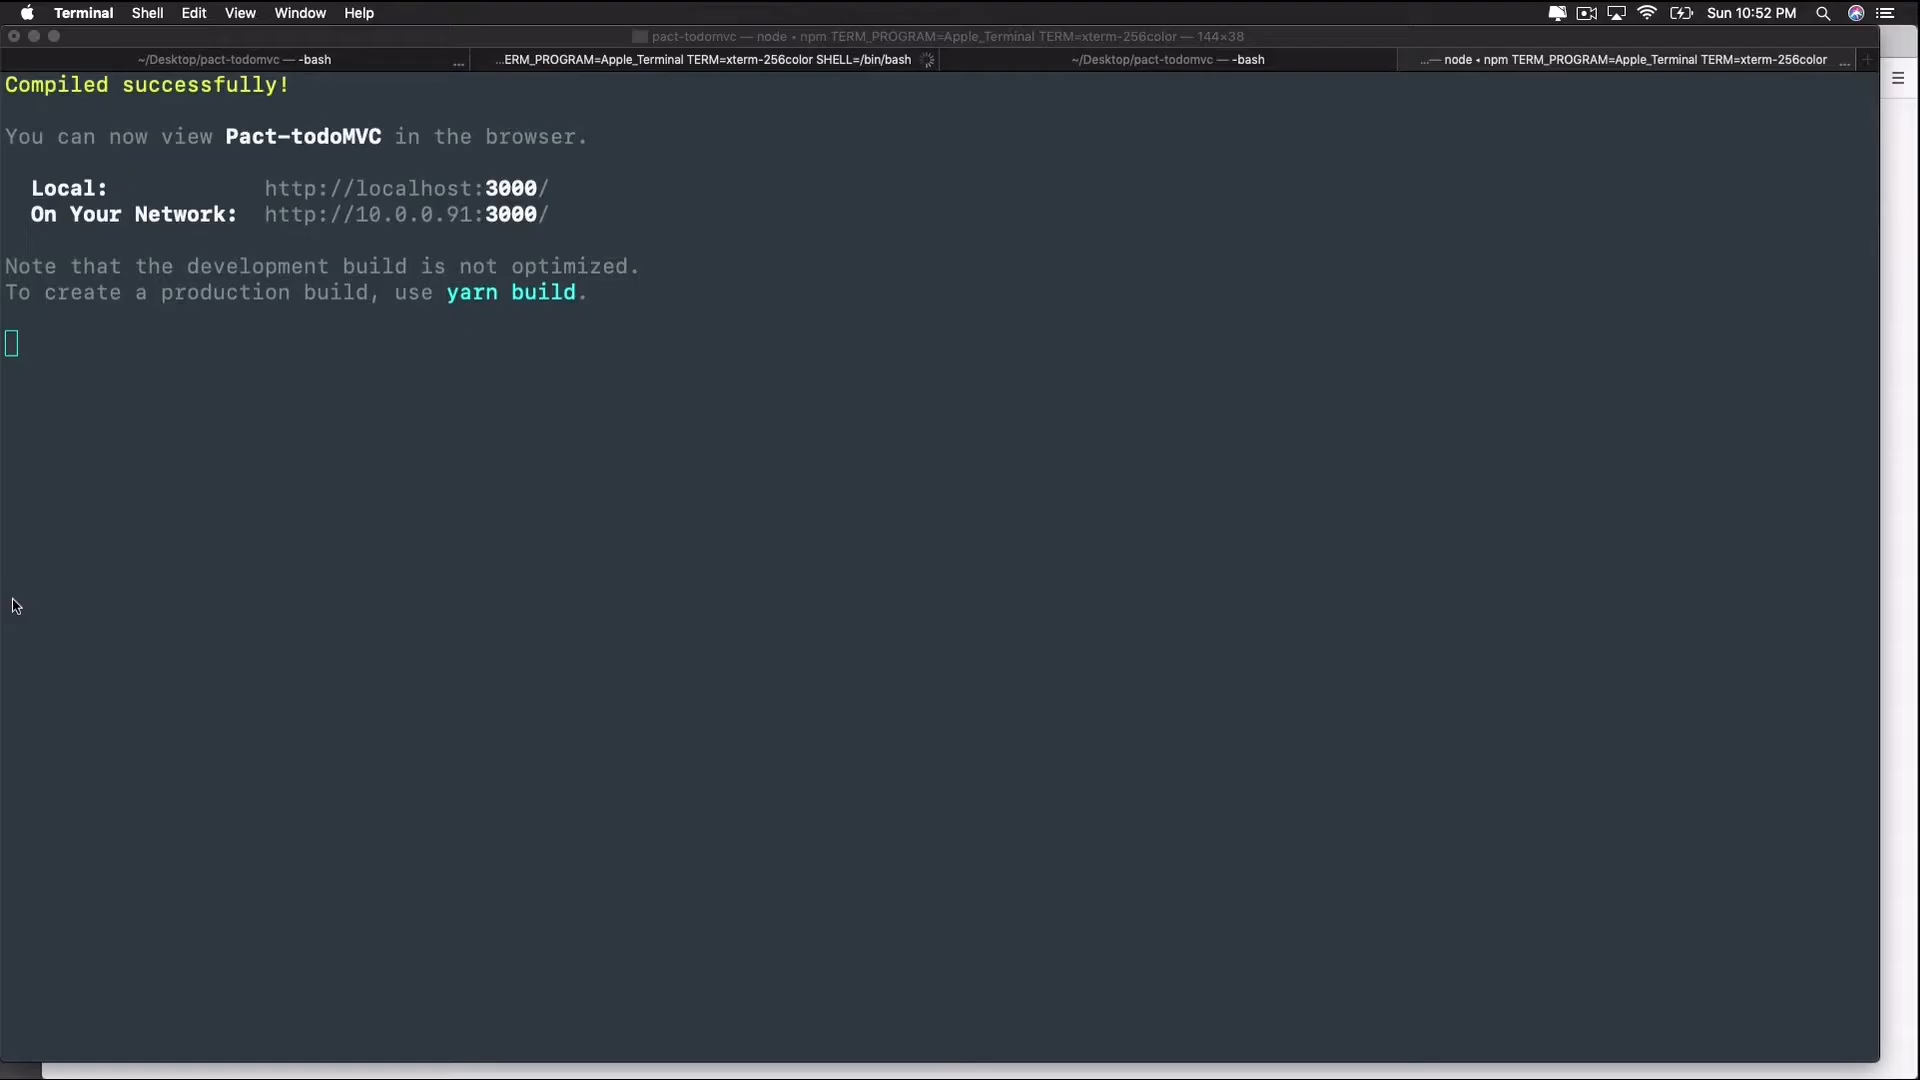 Terminal Shell Edit View Window Help Sun 10:52 PM
pact-todomvc — node • npm TERM_PROGRAM=Apple_Terminal TERM=xterm-256color — 144×38
~/Desktop/pact-todomvc — -bash ... ...ERM_PROGRAM=Apple_Terminal TERM=xterm-256color SHELL=/bin/bash ~/Desktop/pact-todomvc — -bash ...— node • npm TERM_PROGRAM=Apple_Terminal TERM=xterm-256color ... +
Compiled successfully!
You can now view Pact-todoMVC in the browser.
Local: http://localhost:3000/
On Your Network: http://10.0.0.91:3000/
Note that the development build is not optimized.
To create a production build, use yarn build.